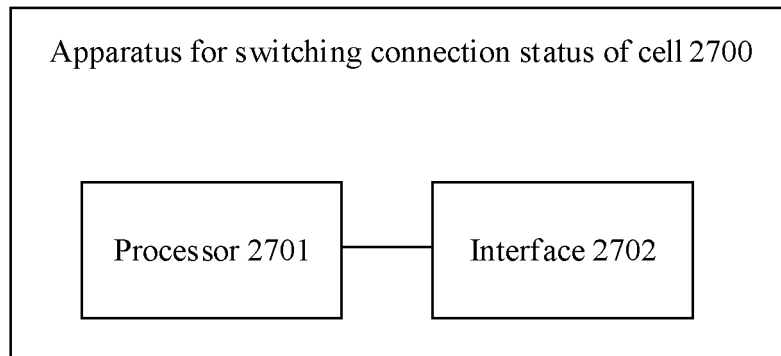 Apparatus for switching connection status of cell 2700
Processor 2701
Interface 2702